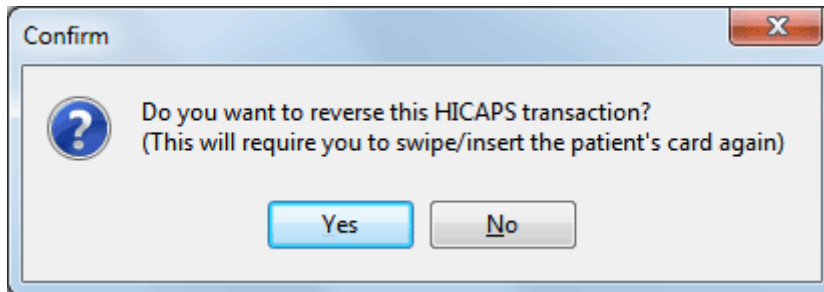 Confirm
Do you want to reverse this HICAPS transaction?
(This will require you to swipe/insert the patient's card again)
Yes
No